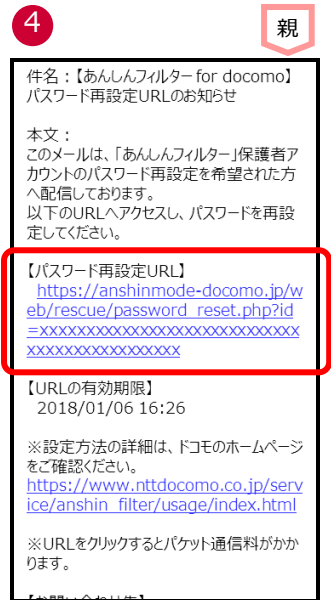 4
親
件名：【あんしんフィルター for docomo】
パスワード再設定URLのお知らせ
本文：
このメールは、「あんしんフィルター」保護者ア
カウントのパスワード再設定を希望された方
へ配信しております。
以下のURLへアクセスし、パスワードを再設
定してください。
【パスワード再設定URL】
https://anshinmode-docomo.jp/w
eb/rescue/password_reset.php?id
=xxxxxxxxxxxxxxxxxxxxxxxxxxxxx
xxxxxxxxxxxxxxxxx
【URLの有効期限】
2018/01/06 16:26
※設定方法の詳細は、ドコモのホームページ
をご確認ください。
https://www.nttdocomo.co.jp/serv
ice/anshin_filter/usage/index.html
※URLをクリックするとパケット通信料がかか
ります。